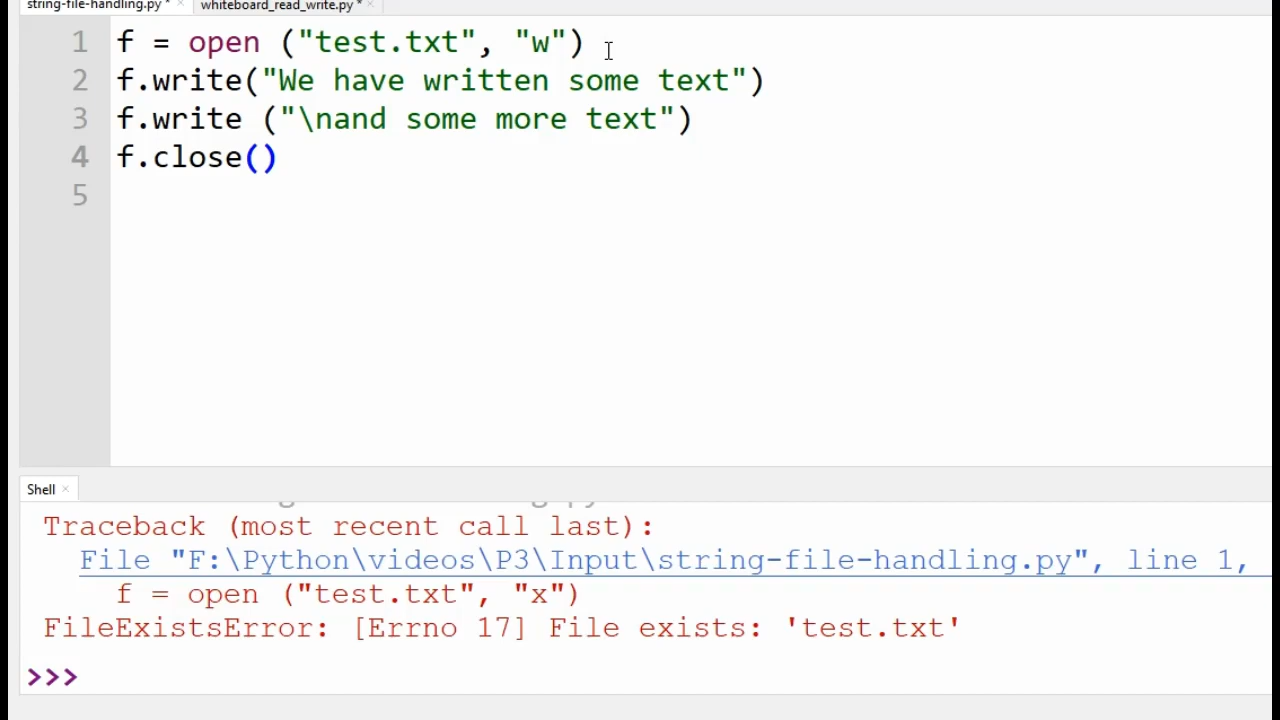 string-file-handling.py * ×
whiteboard_read_write.py * ×
1 f = open ("test.txt", "w")
2 f.write("We have written some text")
3 f.write ("\nand some more text")
4 f.close()
5
Shell ×
Traceback (most recent call last):
File "F:\Python\videos\P3\Input\string-file-handling.py", line 1,
f = open ("test.txt", "x")
FileExistsError: [Errno 17] File exists: 'test.txt'
>>>